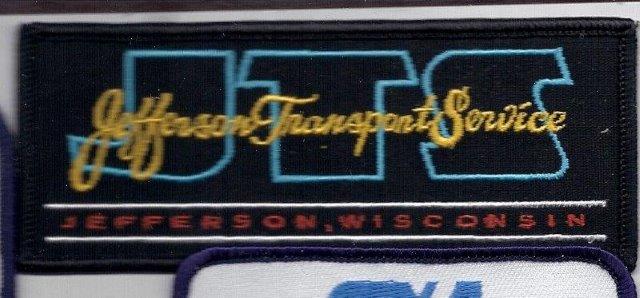 JTS
Jefferson Transport Service
JEFFERSON, WISCONSIN